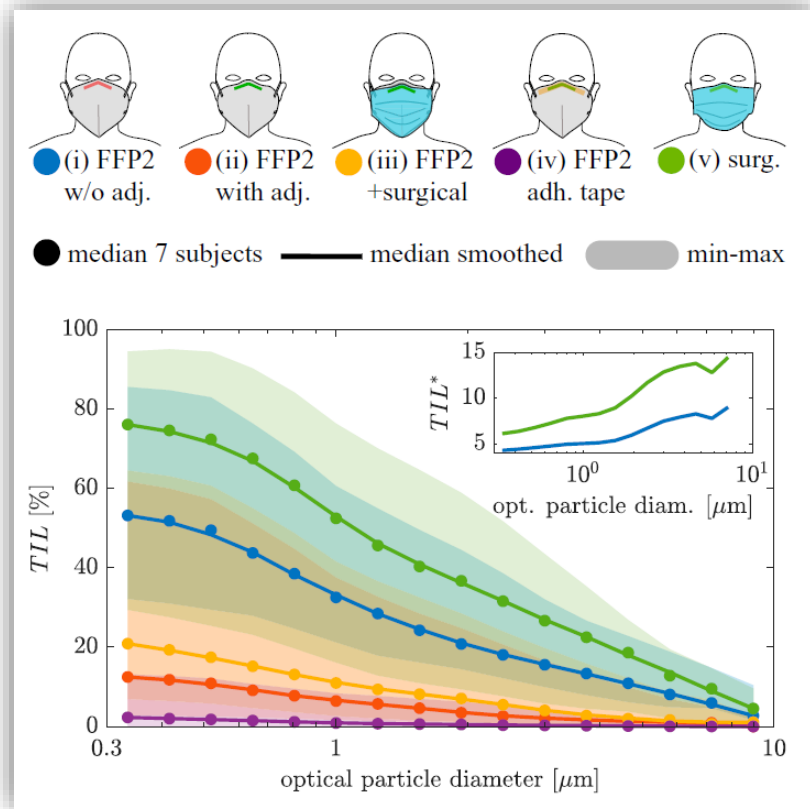 (i) FFP2 (ii) FFP2 (iii) FFP2 (iv) FFP2 (v) surg.
w/o adj. with adj. +surgical adh. tape
median 7 subjects median smoothed min-max
100
80
60
40
20
0
TIL [%]
0.3 1 10
optical particle diameter [μm]
15
10
5
TIL*
10⁰ 10¹
opt. particle diam. [μm]